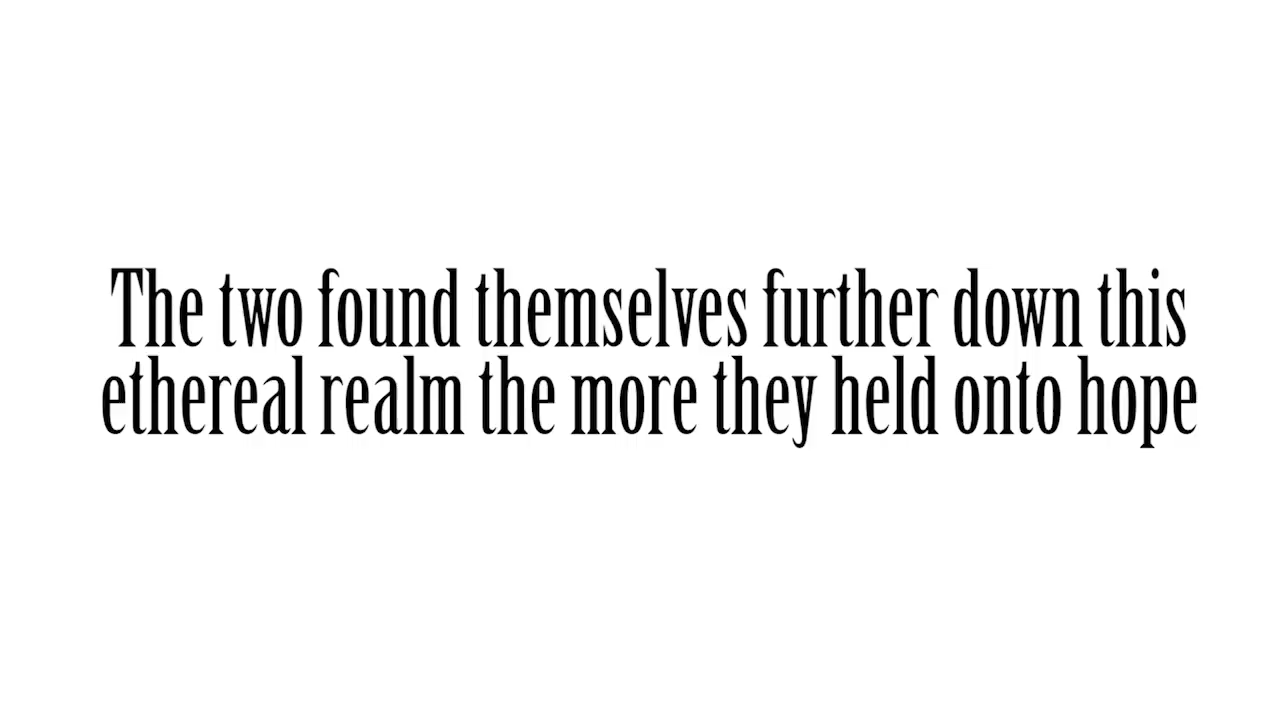 The two found themselves further down this
ethereal realm the more they held onto hope